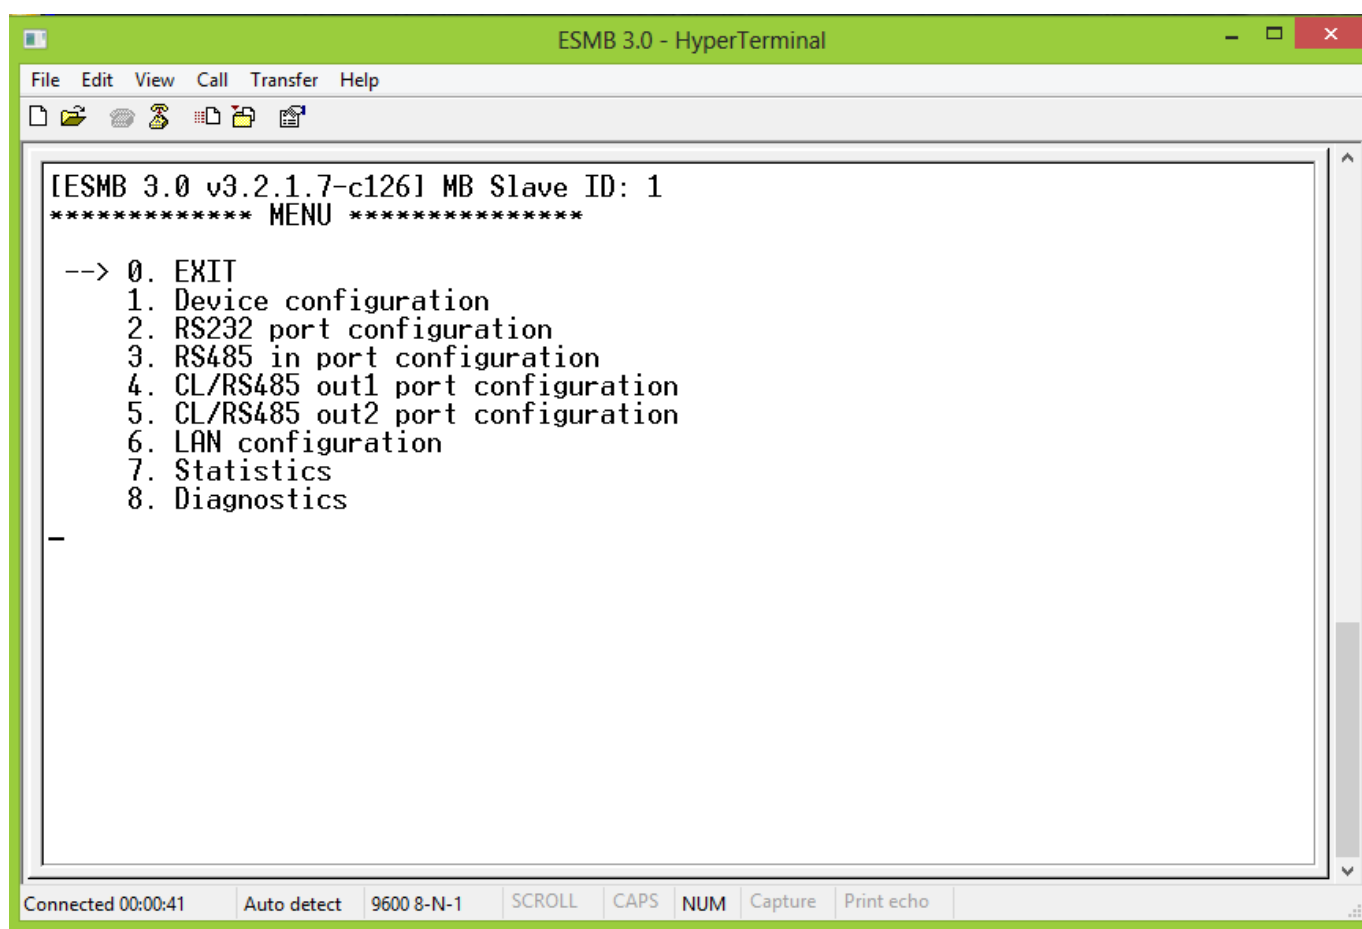 ESMB 3.0 - HyperTerminal
File Edit View Call Transfer Help
[ESMB 3.0 v3.2.1.7-c126] MB Slave ID: 1
************* MENU ***************
--> 0. EXIT
1. Device configuration
2. RS232 port configuration
3. RS485 in port configuration
4. CL/RS485 out1 port configuration
5. CL/RS485 out2 port configuration
6. LAN configuration
7. Statistics
8. Diagnostics
_
Connected 00:00:41 Auto detect 9600 8-N-1 SCROLL CAPS NUM Capture Print echo